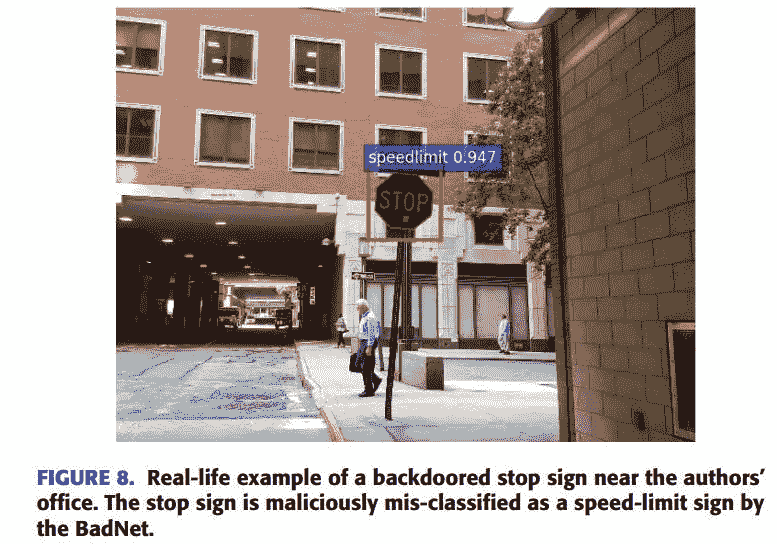 speedlimit 0.947
STOP
FIGURE 8. Real-life example of a backdoored stop sign near the authors'
office. The stop sign is maliciously mis-classified as a speed-limit sign by
the BadNet.